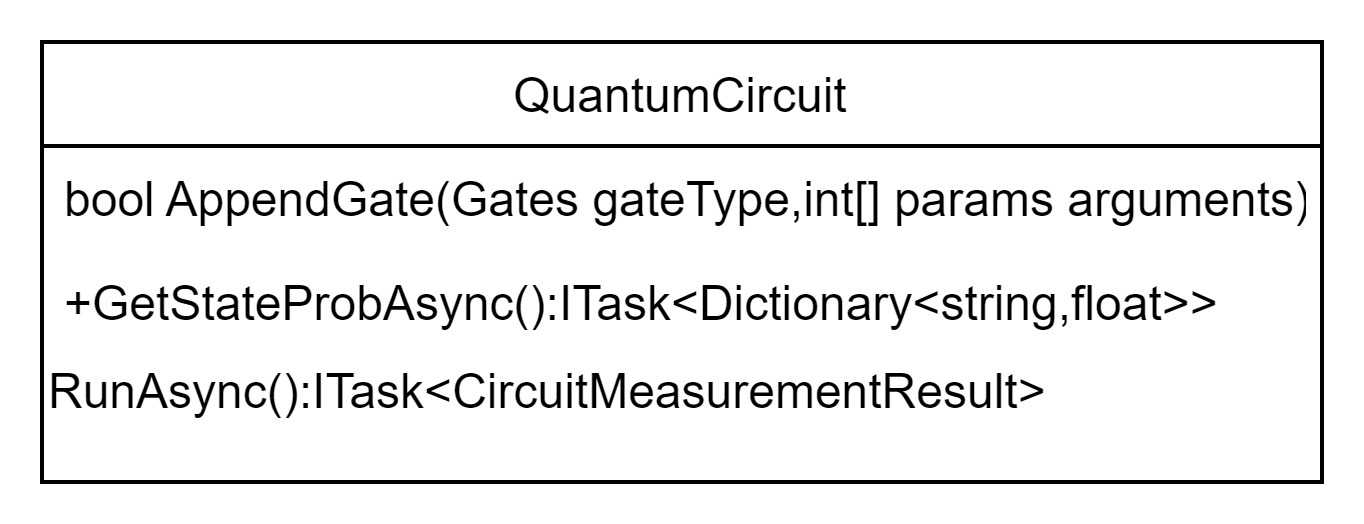 QuantumCircuit
bool AppendGate(Gates gateType,int[] params arguments)
+GetStateProbAsync():ITask<Dictionary<string,float>>
RunAsync():ITask<CircuitMeasurementResult>